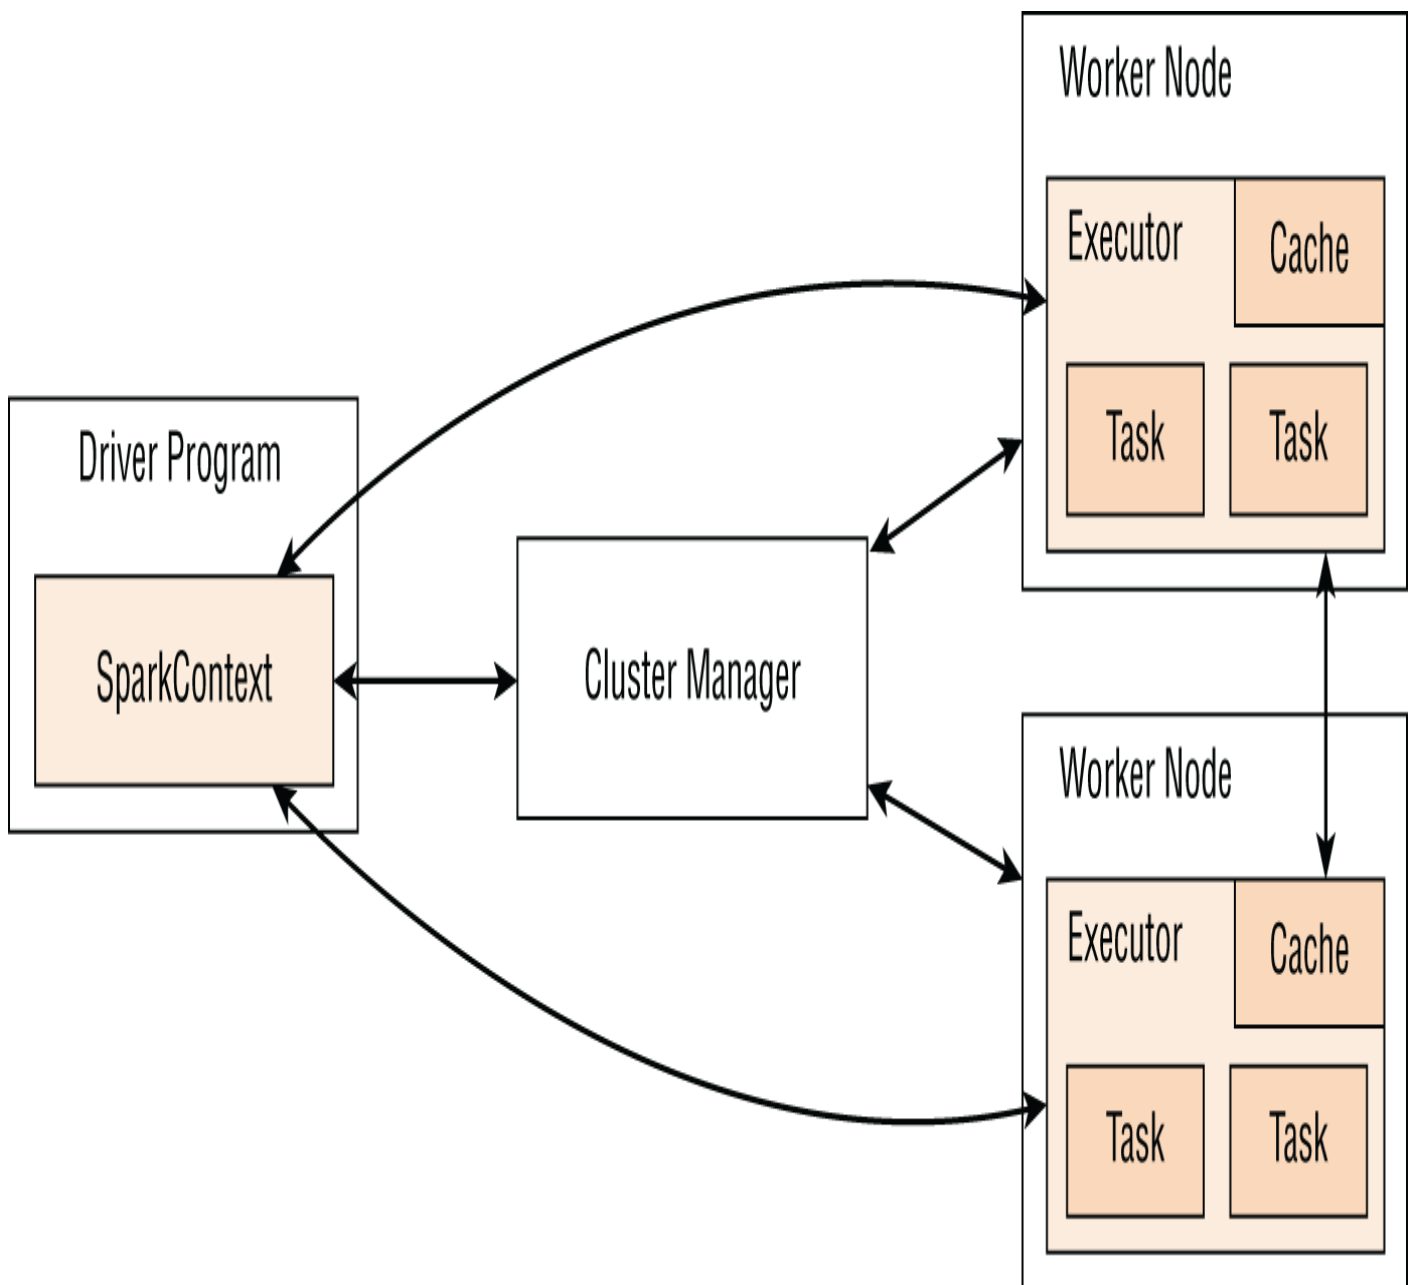 Worker Node
Executor
Cache
Task
Task
Driver Program
SparkContext
Cluster Manager
Worker Node
Executor
Cache
Task
Task